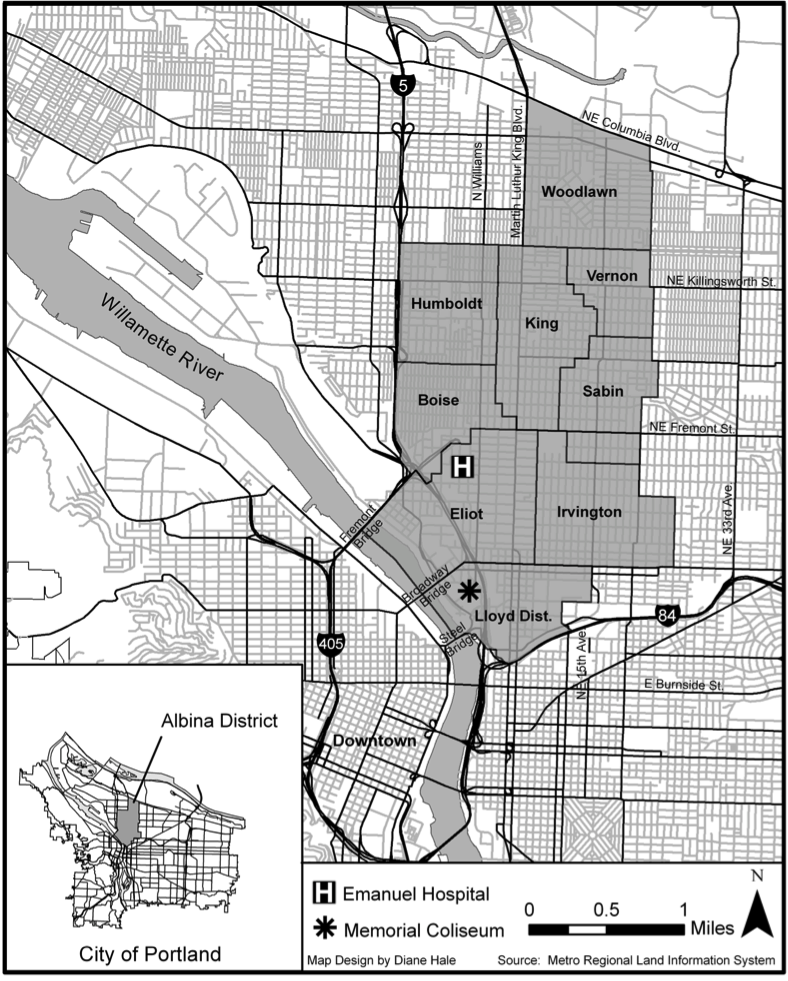 5
NE Columbia Blvd.
N Williams
Martin Luthur King Blvd.
Woodlawn
Vernon
NE Killingsworth St.
Humboldt
King
Willamette River
Sabin
Boise
NE Fremont St.
H
Fremont
Bridge
Eliot
Irvington
NE 33rd Ave.
Broadway
Bridge
Lloyd Dist.
84
Steel
Bridge
405
NE 15th Ave.
E Burnside St.
Albina District
Downtown
City of Portland
H Emanuel Hospital
Memorial Coliseum
N
0 0.5 1
Miles
Map Design by Diane Hale
Source: Metro Regional Land Information System